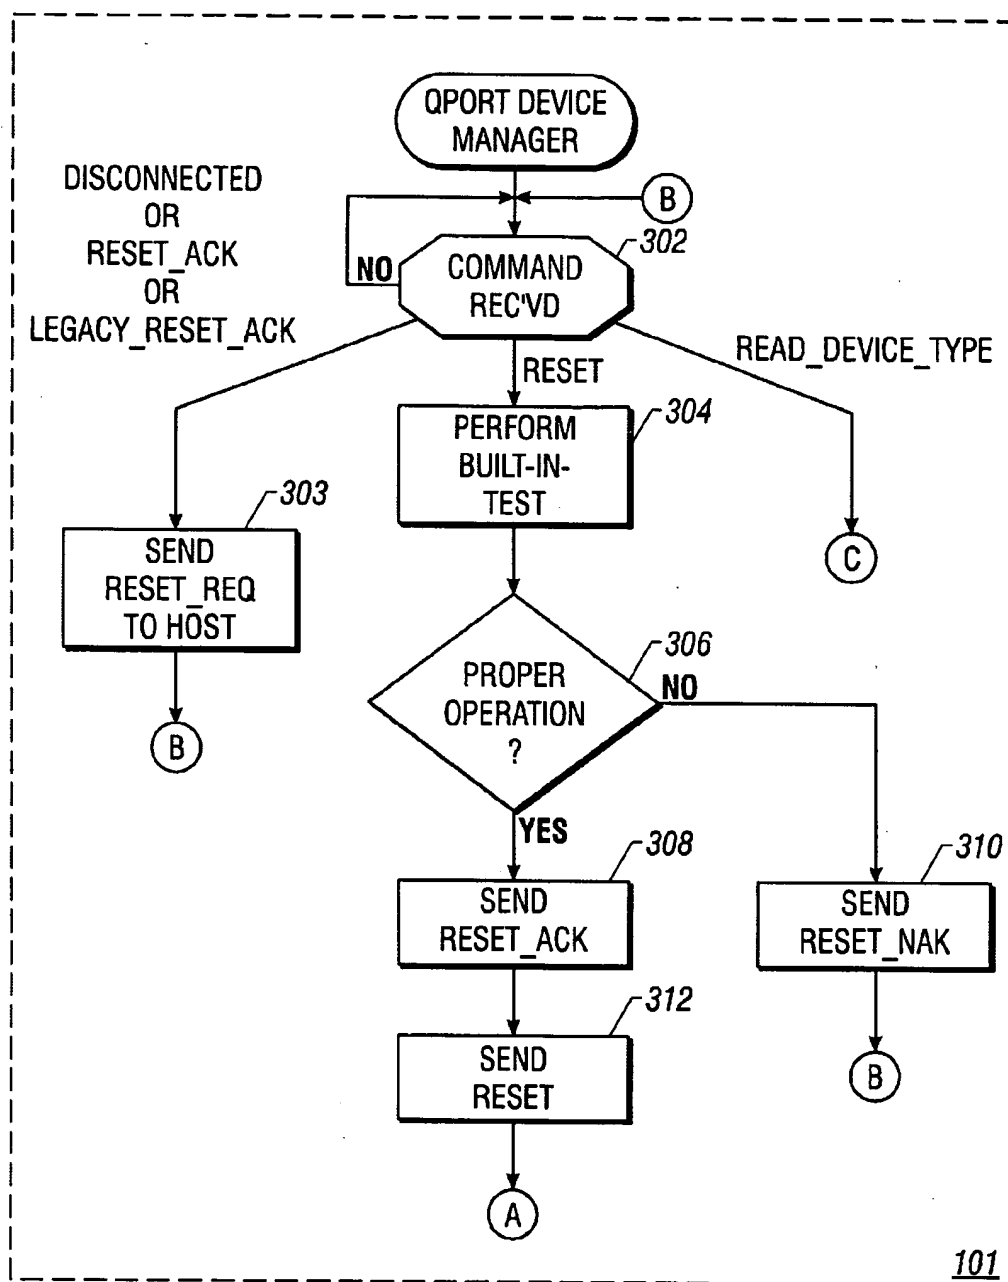 QPORT DEVICE
MANAGER
B
DISCONNECTED
OR
RESET_ACK
OR
LEGACY_RESET_ACK
302
NO
COMMAND
REC'VD
READ_DEVICE_TYPE
RESET
304
PERFORM
BUILT-IN-
TEST
303
SEND
RESET_REQ
TO HOST
C
306
PROPER
OPERATION
?
NO
B
YES
308
SEND
RESET_ACK
310
SEND
RESET_NAK
312
SEND
RESET
B
A
101